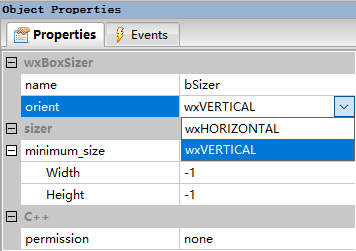 Object Properties
Properties Events
wxBoxSizer
name bSizer
orient wxVERTICAL
wxHORIZONTAL
sizer
wxVERTICAL
minimum_size
Width -1
Height -1
C++
permission none